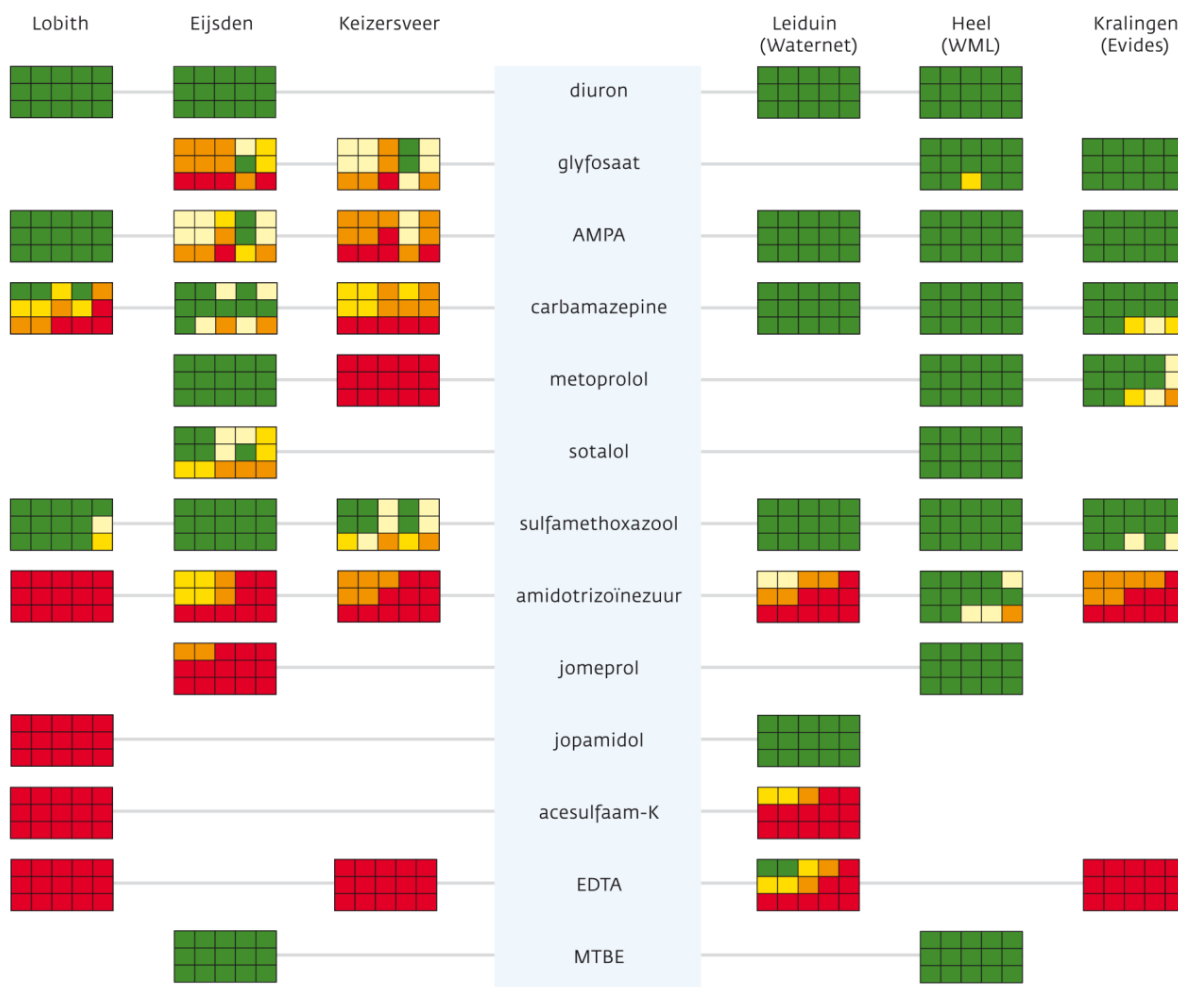 Lobith
Eijsden
Keizersveer
Leiduin
(Waternet)
Heel
(WML)
Kralingen
(Evides)
diuron
glyfosaat
AMPA
carbamazepine
metoprolol
sotalol
sulfamethoxazool
amidotrizoïnezuur
jomeprol
jopamidol
acesulfaam-K
EDTA
MTBE